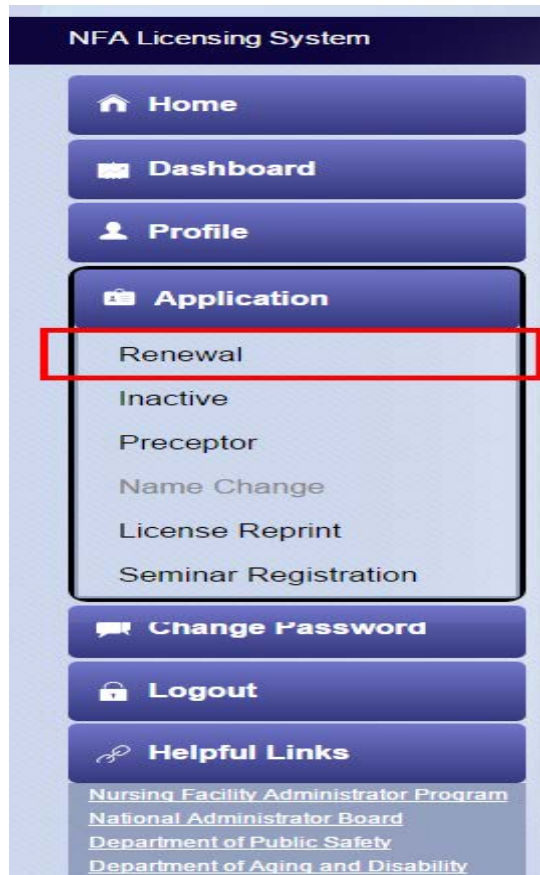 NFA Licensing System
Home
Dashboard
Profile
Application
Renewal
Inactive
Preceptor
Name Change
License Reprint
Seminar Registration
Change Password
Logout
Helpful Links
Nursing Facility Administrator Program
National Administrator Board
Department of Public Safety
Department of Aging and Disability